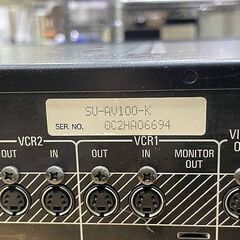 SU-AV100-K
SER. NO. 0C2HA06694
VCR2 VCR1
OUT IN OUT IN MONITOR OUT